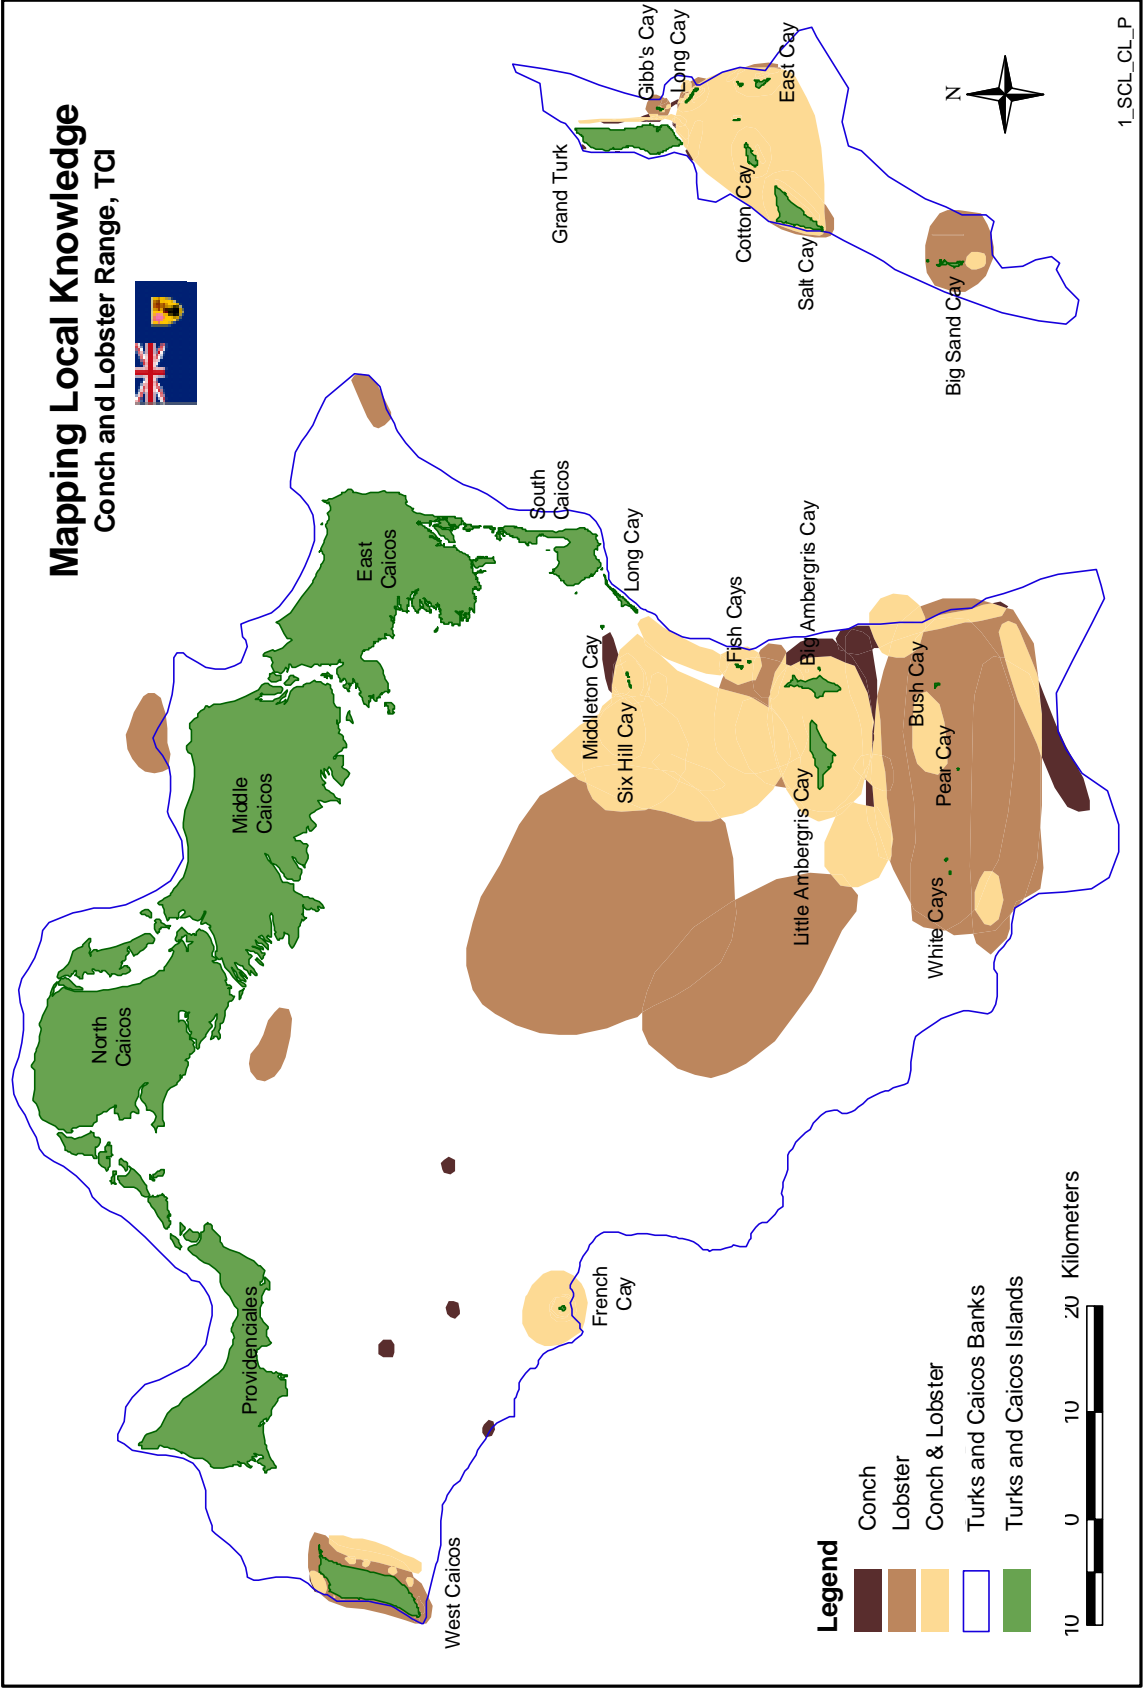 Mapping Local Knowledge
Conch and Lobster Range, TCI
North
Caicos
Middle
Caicos
East
Caicos
South
Caicos
Providenciales
West Caicos
French
Cay
Long Cay
Middleton Cay
Six Hill Cay
Fish Cays
Big Ambergris Cay
Little Ambergris Cay
Bush Cay
Pear Cay
White Cays
Grand Turk
Gibb's Cay
Long Cay
East Cay
Cotton Cay
Salt Cay
Big Sand Cay
N
Legend
Conch
Lobster
Conch & Lobster
Turks and Caicos Banks
Turks and Caicos Islands
10 0 10 20 Kilometers
1_SCL_CL_P